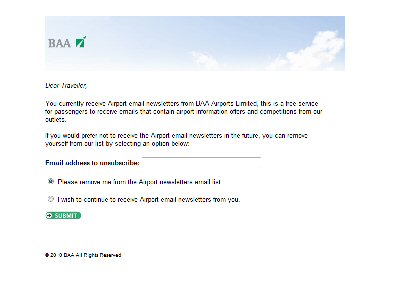 BAA
Dear Traveller,
You currently receive Airport email newsletters from BAA Airports Limited, this is a free service
for passengers to receive emails that contain airport information offers and competitions from our
outlets.
If you would prefer not to receive the Airport email newsletters in the future, you can remove
yourself from our list by selecting an option below:
Email address to unsubscribe:
Please remove me from the Airport newsletters email list
I wish to continue to receive Airport email newsletters from you.
SUBMIT
© 2010 BAA All Rights Reserved